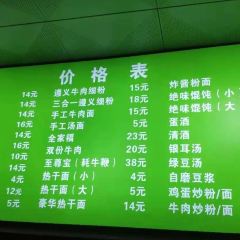 价格表
14元 遵义牛肉细粉 15元 炸酱粉面
14元 三合一遵义细粉 18元 绝味馄饨（小）
14元 手工牛肉面 15元 绝味馄饨（大）
16元 手工汤面 5元 蛋酒
14元 全家福 23元 清酒
16元 双份牛肉 20元 银耳汤
10元 至尊宝（耗牛鞭） 38元 绿豆汤
4元 热干面（小） 4元 自磨豆浆
12元 热干面（大） 5元 鸡蛋炒粉/面
5元 豪华热干面 14元 牛肉炒粉/面